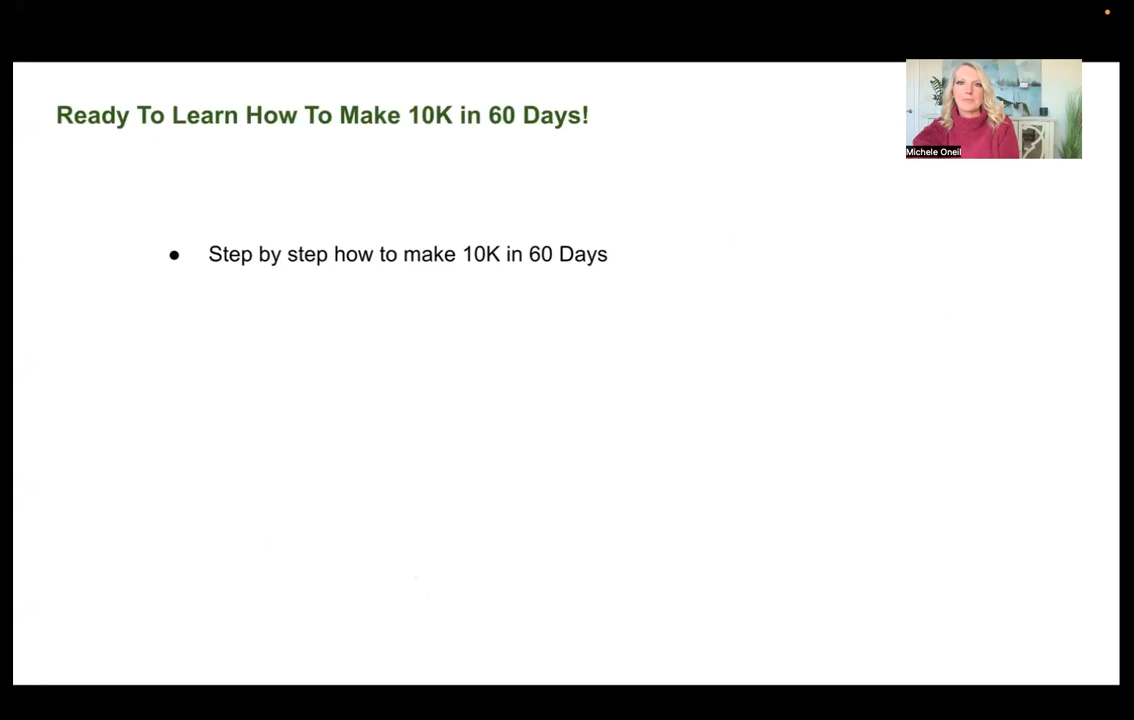 Ready To Learn How To Make 10K in 60 Days!
Michele Oneil
● Step by step how to make 10K in 60 Days